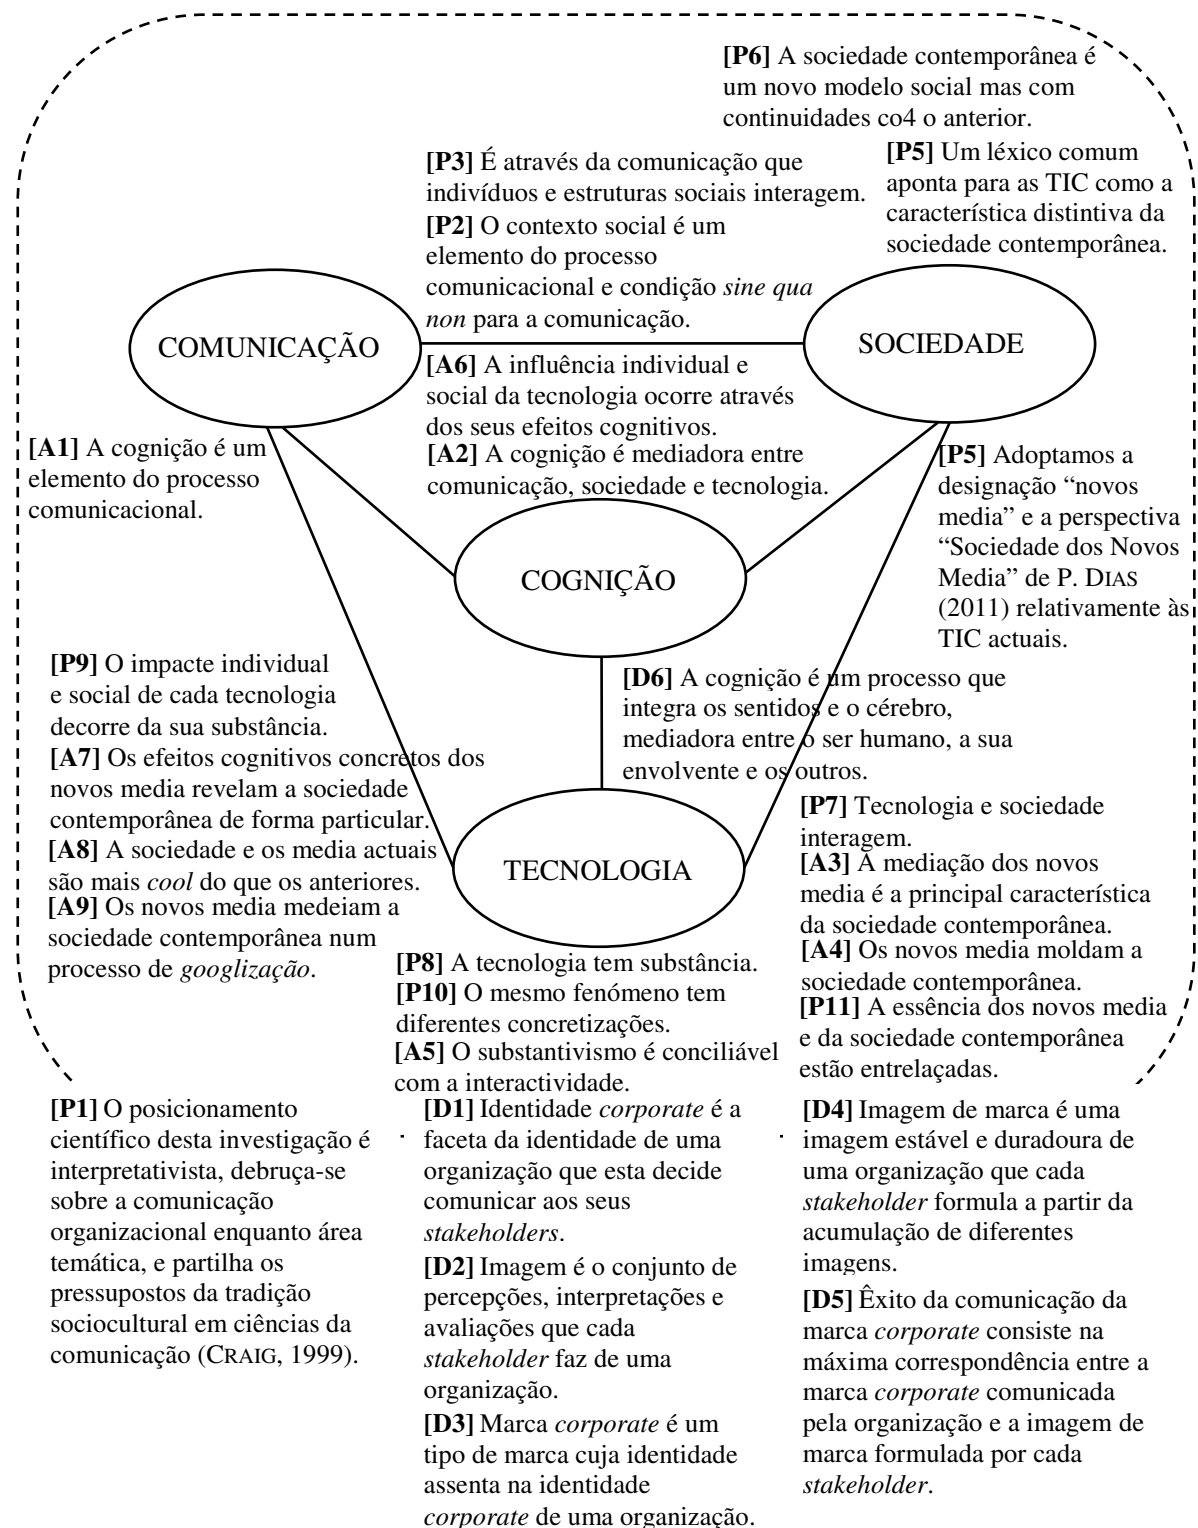 [P6] A sociedade contemporânea é
um novo modelo social mas com
continuidades co4 o anterior.
[P3] É através da comunicação que
indivíduos e estruturas sociais interagem.
[P2] O contexto social é um
elemento do processo
comunicacional e condição sine qua
non para a comunicação.
[P5] Um léxico comum
aponta para as TIC como a
característica distintiva da
sociedade contemporânea.
COMUNICAÇÃO
SOCIEDADE
[A6] A influência individual e
social da tecnologia ocorre através
dos seus efeitos cognitivos.
[A2] A cognição é mediadora entre
comunicação, sociedade e tecnologia.
[A1] A cognição é um
elemento do processo
comunicacional.
[P5] Adoptamos a
designação “novos
media” e a perspectiva
“Sociedade dos Novos
Media” de P. DIAS
(2011) relativamente às
TIC actuais.
COGNIÇÃO
[P9] O impacte individual
e social de cada tecnologia
decorre da sua substância.
[A7] Os efeitos cognitivos concretos dos
novos media revelam a sociedade
contemporânea de forma particular.
[A8] A sociedade e os media actuais
são mais cool do que os anteriores.
[A9] Os novos media medeiam a
sociedade contemporânea num
processo de googlização.
[D6] A cognição é um processo que
integra os sentidos e o cérebro,
mediadora entre o ser humano, a sua
envolvente e os outros.
TECNOLOGIA
[P7] Tecnologia e sociedade
interagem.
[A3] A mediação dos novos
media é a principal característica
da sociedade contemporânea.
[A4] Os novos media moldam a
sociedade contemporânea.
[P11] A essência dos novos media
e da sociedade contemporânea
estão entrelaçadas.
[P8] A tecnologia tem substância.
[P10] O mesmo fenómeno tem
diferentes concretizações.
[A5] O substantivismo é conciliável
com a interactividade.
[P1] O posicionamento
científico desta investigação é
interpretativista, debruça-se
sobre a comunicação
organizacional enquanto área
temática, e partilha os
pressupostos da tradição
sociocultural em ciências da
comunicação (CRAIG, 1999).
[D1] Identidade corporate é a
faceta da identidade de uma
organização que esta decide
comunicar aos seus
stakeholders.
[D2] Imagem é o conjunto de
percepções, interpretações e
avaliações que cada
stakeholder faz de uma
organização.
[D3] Marca corporate é um
tipo de marca cuja identidade
assenta na identidade
corporate de uma organização.
[D4] Imagem de marca é uma
imagem estável e duradoura de
uma organização que cada
stakeholder formula a partir da
acumulação de diferentes
imagens.
[D5] Êxito da comunicação da
marca corporate consiste na
máxima correspondência entre a
marca corporate comunicada
pela organização e a imagem de
marca formulada por cada
stakeholder.